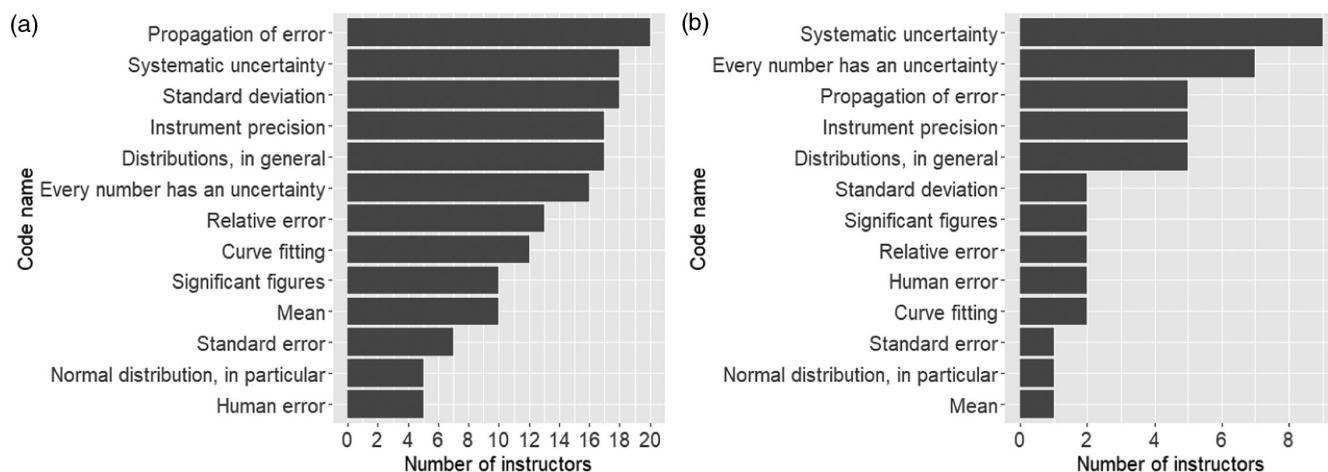 (a)
Code name
Propagation of error
Systematic uncertainty
Standard deviation
Instrument precision
Distributions, in general
Every number has an uncertainty
Relative error
Curve fitting
Significant figures
Mean
Standard error
Normal distribution, in particular
Human error
0 2 4 6 8 10 12 14 16 18 20
Number of instructors
(b)
Code name
Systematic uncertainty
Every number has an uncertainty
Propagation of error
Instrument precision
Distributions, in general
Standard deviation
Significant figures
Relative error
Human error
Curve fitting
Standard error
Normal distribution, in particular
Mean
0 2 4 6 8
Number of instructors